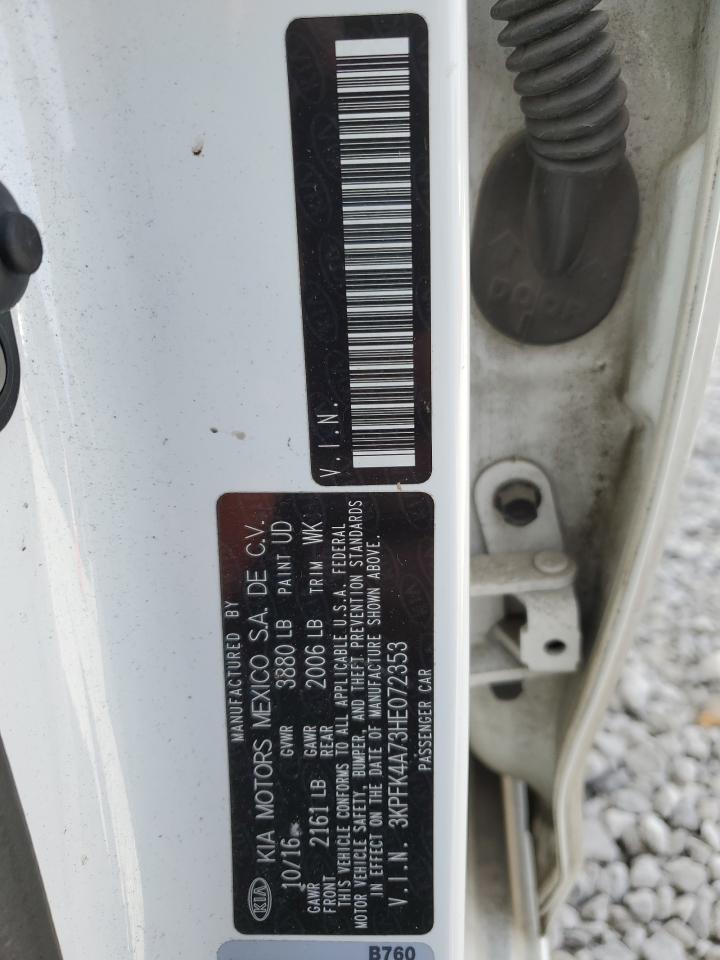 V.I.N.
MANUFACTURED BY
KIA KIA MOTORS MEXICO S.A. DE C.V.
10/16 GVWR 3880 LB PAINT UD
GAWR FRONT 2161 LB GAWR REAR 2006 LB TRIM WK
THIS VEHICLE CONFORMS TO ALL APPLICABLE U.S.A. FEDERAL
MOTOR VEHICLE SAFETY, BUMPER, AND THEFT PREVENTION STANDARDS
IN EFFECT ON THE DATE OF MANUFACTURE SHOWN ABOVE.
V.I.N. 3KPFK4A73HE072353
PASSENGER CAR
B760
DOOR